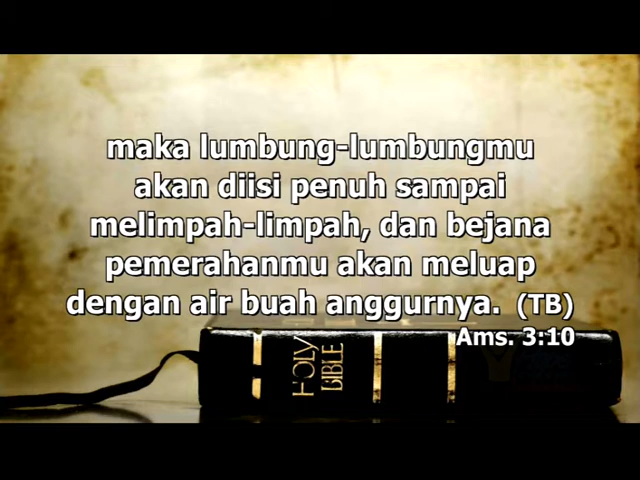 maka lumbung-lumbungmu
akan diisi penuh sampai
melimpah-limpah, dan bejana
pemerahanmu akan meluap
dengan air buah anggurnya. (TB)
Ams. 3:10
HOLY
BIBLE